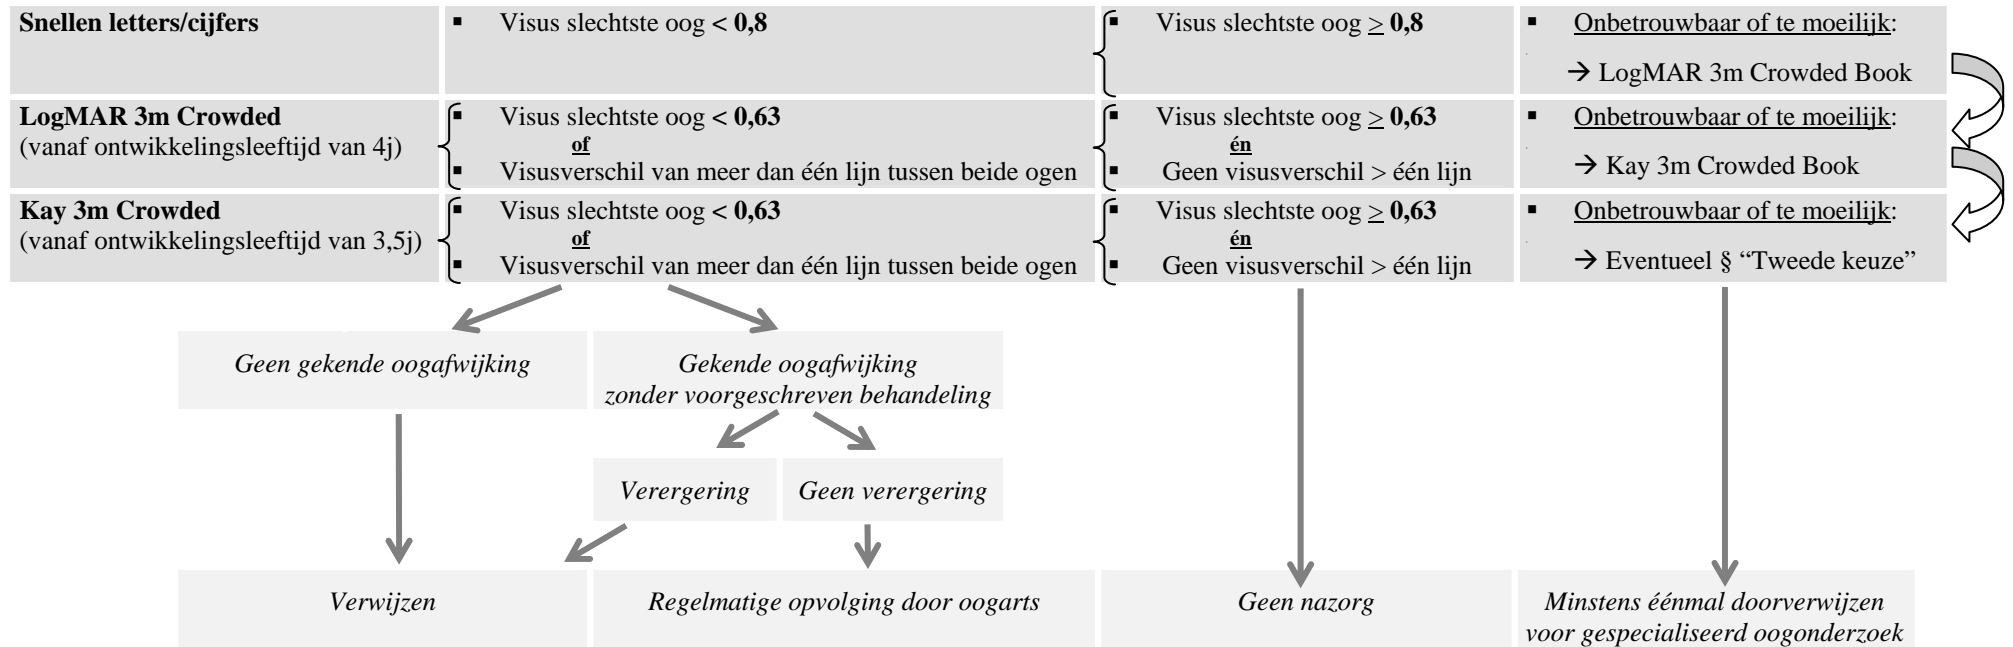 Snellen letters/cijfers
▪ Visus slechtste oog < 0,8
▪ Visus slechtste oog ≥ 0,8
▪ Onbetrouwbaar of te moeilijk:
→ LogMAR 3m Crowded Book
LogMAR 3m Crowded
(vanaf ontwikkelingsleeftijd van 4j)
▪ Visus slechtste oog < 0,63
of
▪ Visusverschil van meer dan één lijn tussen beide ogen
▪ Visus slechtste oog ≥ 0,63
én
▪ Geen visusverschil > één lijn
▪ Onbetrouwbaar of te moeilijk:
→ Kay 3m Crowded Book
Kay 3m Crowded
(vanaf ontwikkelingsleeftijd van 3,5j)
▪ Visus slechtste oog < 0,63
of
▪ Visusverschil van meer dan één lijn tussen beide ogen
▪ Visus slechtste oog ≥ 0,63
én
▪ Geen visusverschil > één lijn
▪ Onbetrouwbaar of te moeilijk:
→ Eventueel § “Tweede keuze”
Geen gekende oogafwijking
Gekende oogafwijking
zonder voorgeschreven behandeling
Verergering
Geen verergering
Verwijzen
Regelmatige opvolging door oogarts
Geen nazorg
Minstens éénmal doorverwijzen
voor gespecialiseerd oogonderzoek